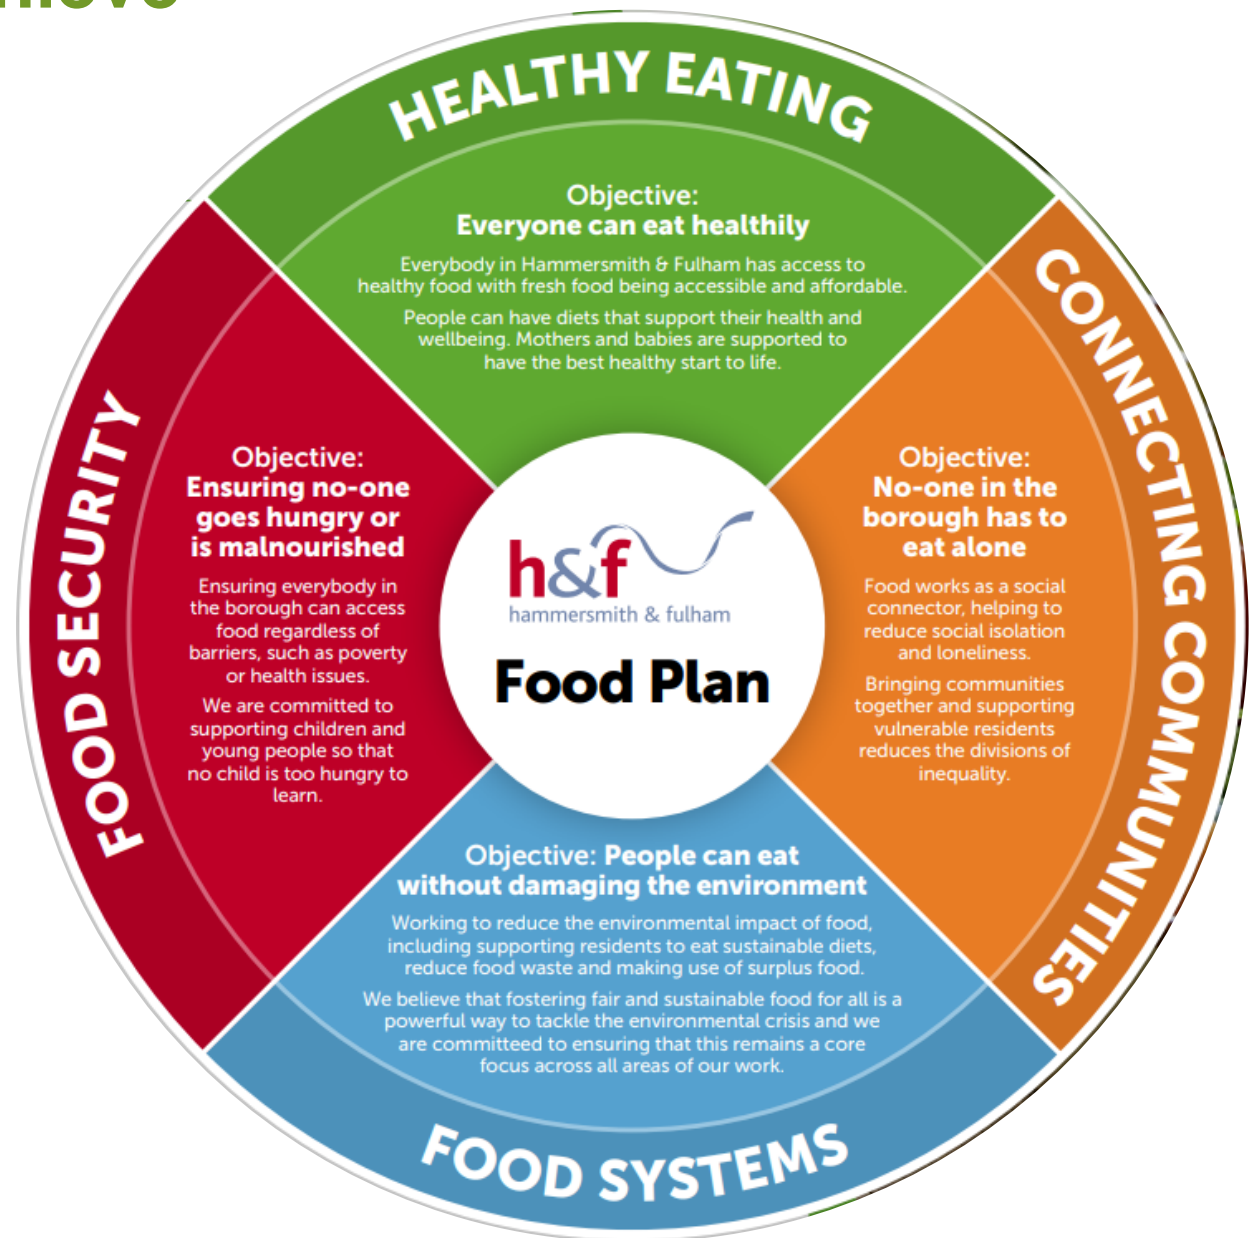 HEALTHY EATING
Objective:
Everyone can eat healthily
Everybody in Hammersmith & Fulham has access to
healthy food with fresh food being accessible and affordable.
People can have diets that support their health and
wellbeing. Mothers and babies are supported to
have the best healthy start to life.
CONNECTING COMMUNITIES
Objective:
No-one in the
borough has to
eat alone
Food works as a social
connector, helping to
reduce social isolation
and loneliness.
Bringing communities
together and supporting
vulnerable residents
reduces the divisions of
inequality.
FOOD SYSTEMS
Objective: People can eat
without damaging the environment
Working to reduce the environmental impact of food,
including supporting residents to eat sustainable diets,
reduce food waste and making use of surplus food.
We believe that fostering fair and sustainable food for all is a
powerful way to tackle the environmental crisis and we
are committeed to ensuring that this remains a core
focus across all areas of our work.
FOOD SECURITY
Objective:
Ensuring no-one
goes hungry or
is malnourished
Ensuring everybody in
the borough can access
food regardless of
barriers, such as poverty
or health issues.
We are committed to
supporting children and
young people so that
no child is too hungry to
learn.
h&f
hammersmith & fulham
Food Plan